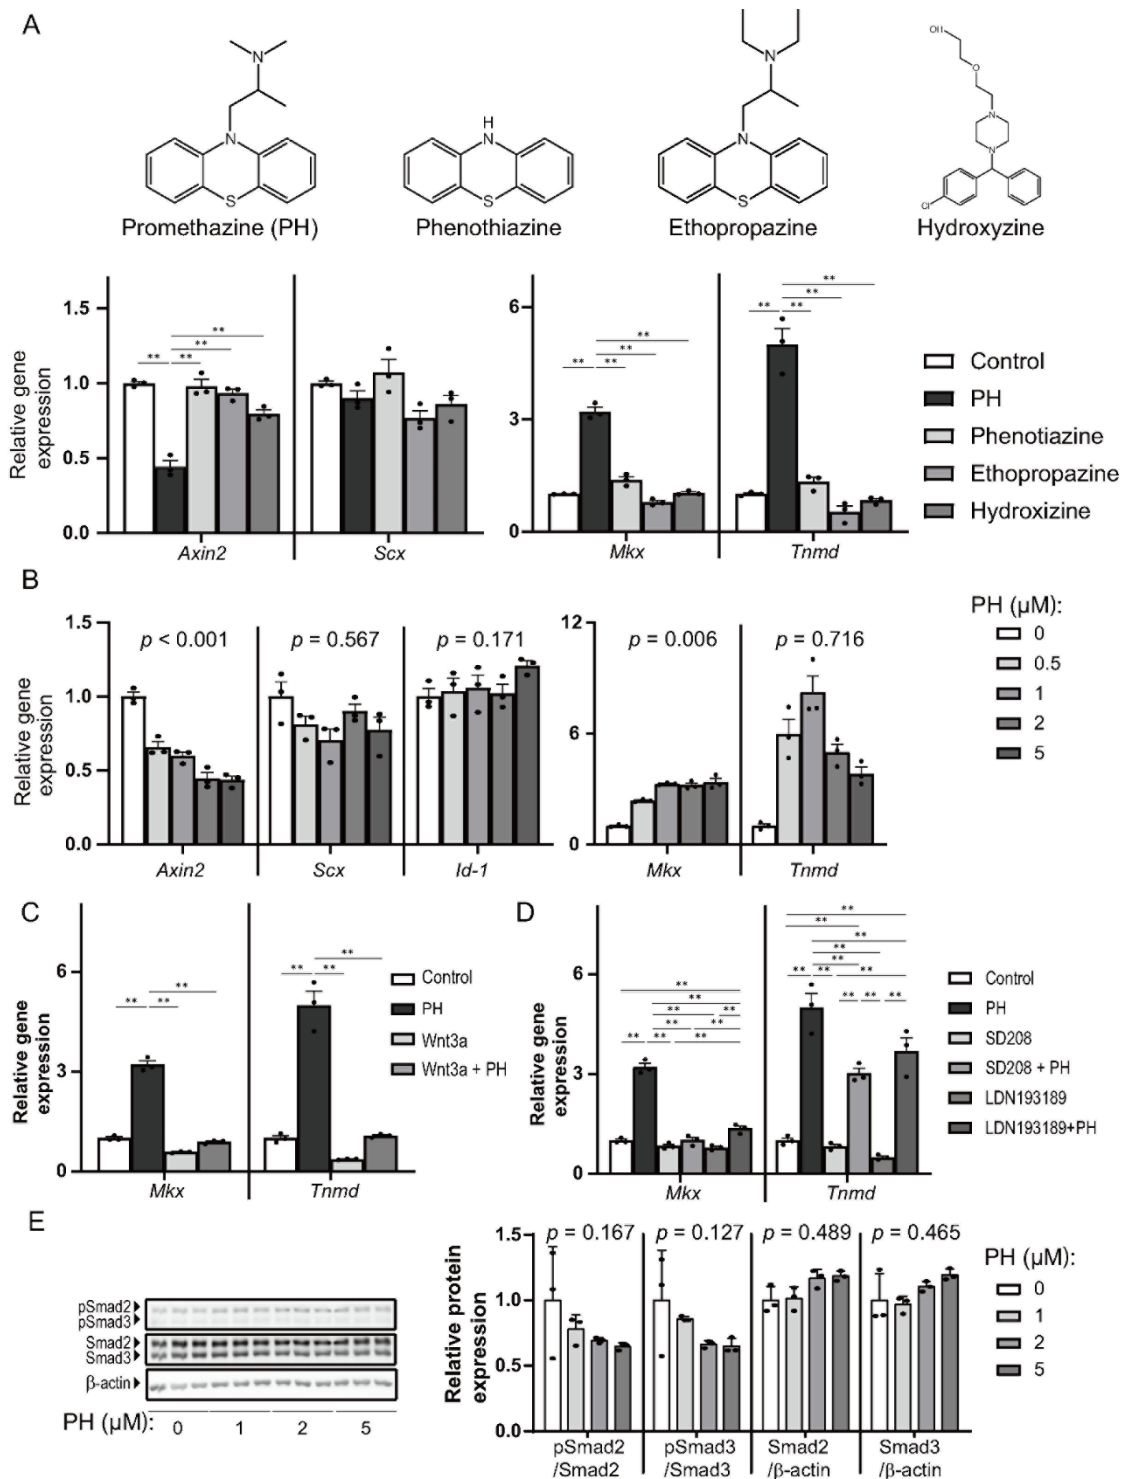 A
N
N
S
Promethazine (PH)
H
N
S
Phenothiazine
N
N
S
Ethopropazine
OH
O
N
N
Cl
Hydroxyzine
Relative gene
expression
1.5
1.0
0.5
0.0
** ** ** **
Axin2
Scx
6
3
0
** ** ** **
Mkx
** ** ** **
Tnmd
Control
PH
Phenotiazine
Ethopropazine
Hydroxizine
B
Relative gene
expression
1.5
1.0
0.5
0.0
p < 0.001
p = 0.567
p = 0.171
Axin2
Scx
Id-1
12
6
0
p = 0.006
p = 0.716
Mkx
Tnmd
PH (µM):
0
0.5
1
2
5
C
Relative gene
expression
6
3
0
** ** **
Mkx
** ** **
Tnmd
Control
PH
Wnt3a
Wnt3a + PH
D
Relative gene
expression
6
3
0
** ** ** ** ** ** ** ** **
Mkx
** ** ** ** ** ** ** ** ** ** **
Tnmd
Control
PH
SD208
SD208 + PH
LDN193189
LDN193189+PH
E
pSmad2
pSmad3
Smad2
Smad3
β-actin
PH (µM): 0 1 2 5
Relative protein
expression
1.5
1.0
0.5
0.0
p = 0.167
p = 0.127
p = 0.489
p = 0.465
pSmad2
/Smad2
pSmad3
/Smad3
Smad2
/β-actin
Smad3
/β-actin
PH (µM):
0
1
2
5